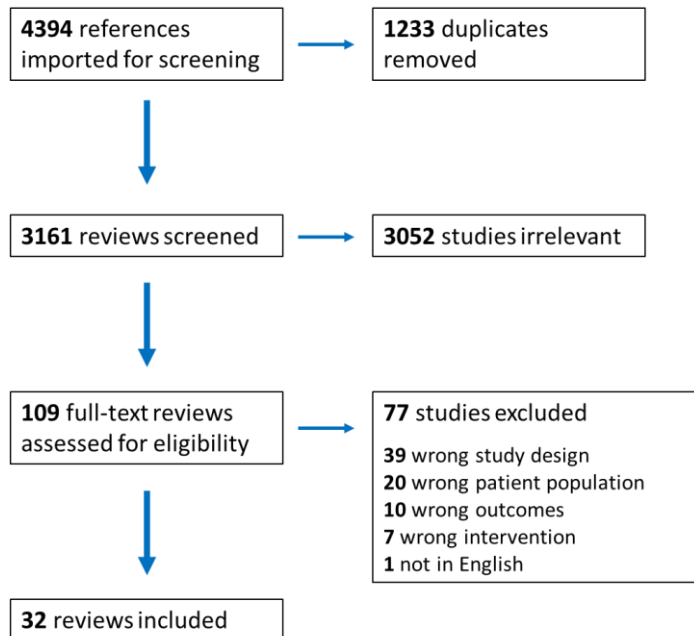 4394 references
imported for screening
1233 duplicates
removed
3161 reviews screened
3052 studies irrelevant
109 full-text reviews
assessed for eligibility
77 studies excluded
39 wrong study design
20 wrong patient population
10 wrong outcomes
7 wrong intervention
1 not in English
32 reviews included